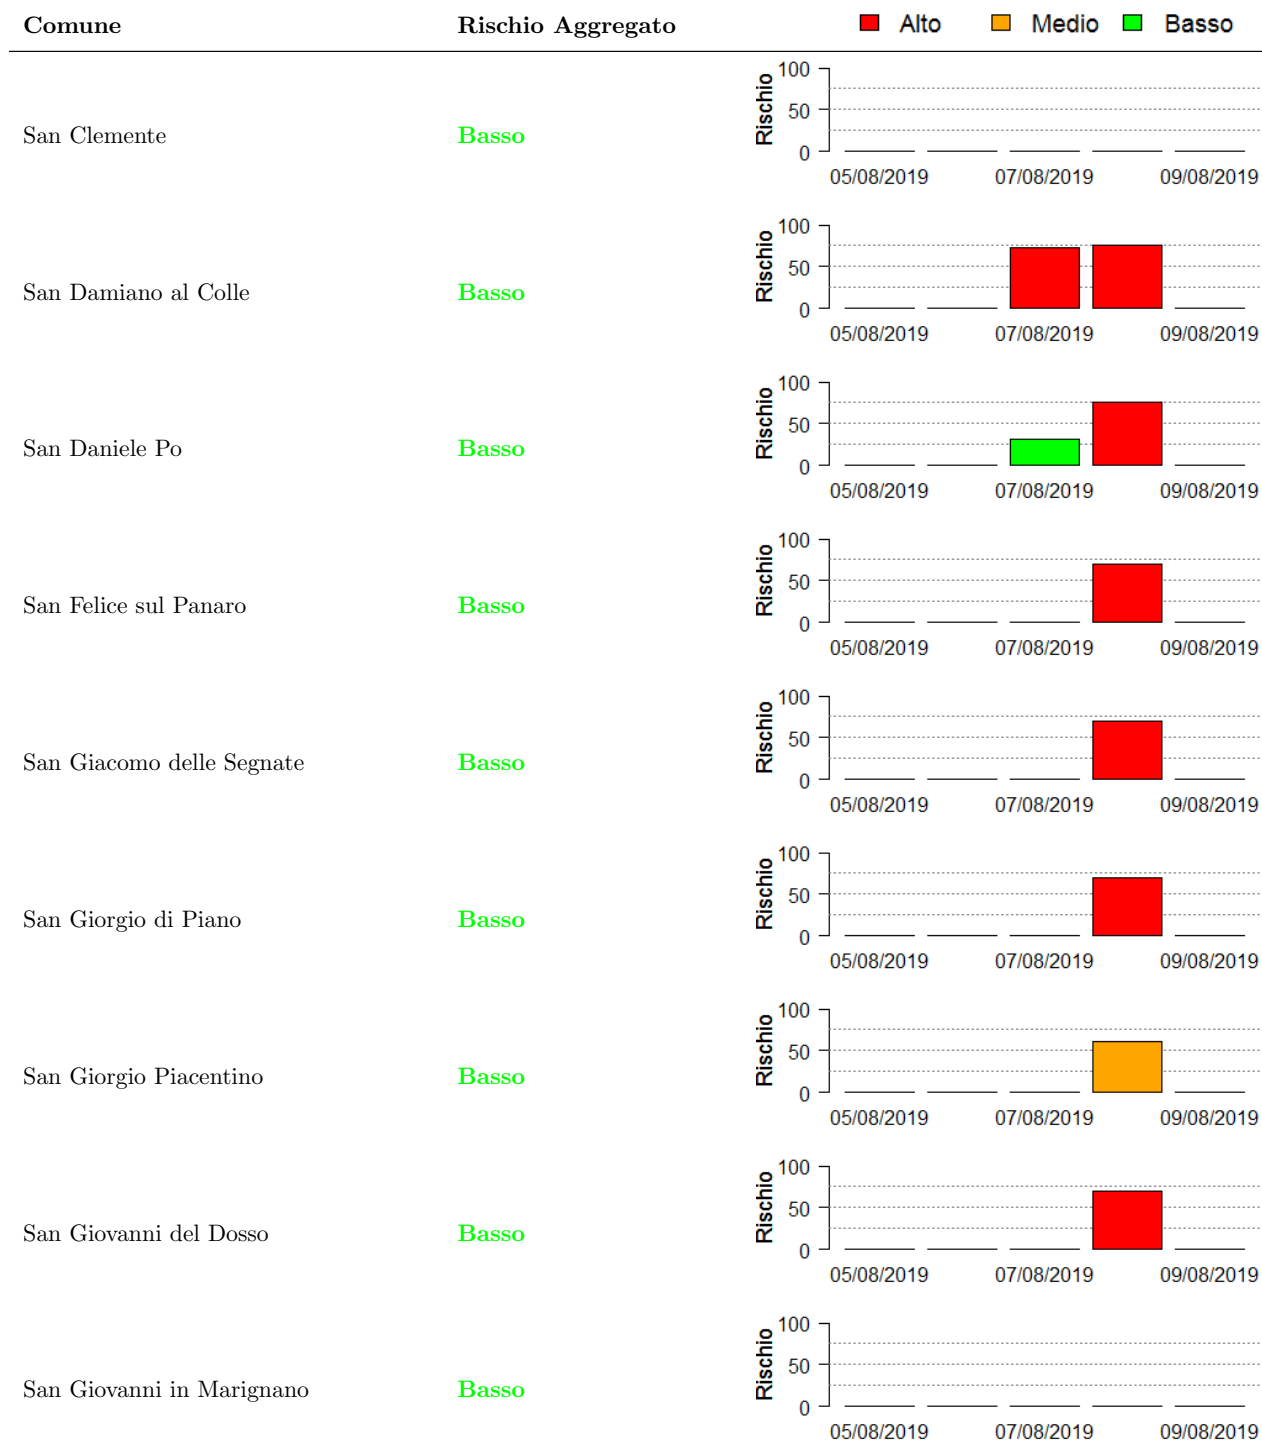 Comune Rischio Aggregato Alto Medio Basso
San Clemente Basso
Rischio
100
50
0
05/08/2019 07/08/2019 09/08/2019
San Damiano al Colle Basso
Rischio
100
50
0
05/08/2019 07/08/2019 09/08/2019
San Daniele Po Basso
Rischio
100
50
0
05/08/2019 07/08/2019 09/08/2019
San Felice sul Panaro Basso
Rischio
100
50
0
05/08/2019 07/08/2019 09/08/2019
San Giacomo delle Segnate Basso
Rischio
100
50
0
05/08/2019 07/08/2019 09/08/2019
San Giorgio di Piano Basso
Rischio
100
50
0
05/08/2019 07/08/2019 09/08/2019
San Giorgio Piacentino Basso
Rischio
100
50
0
05/08/2019 07/08/2019 09/08/2019
San Giovanni del Dosso Basso
Rischio
100
50
0
05/08/2019 07/08/2019 09/08/2019
San Giovanni in Marignano Basso
Rischio
100
50
0
05/08/2019 07/08/2019 09/08/2019